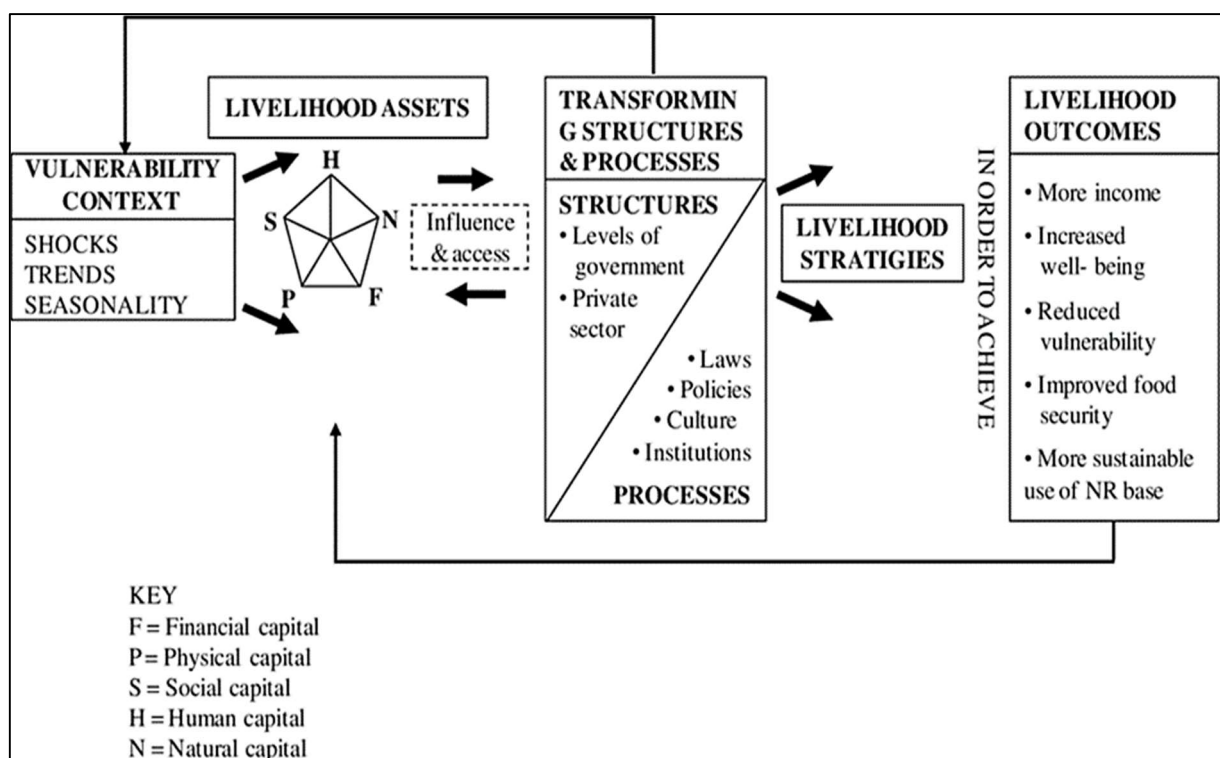 LIVELIHOOD ASSETS
VULNERABILITY
CONTEXT
SHOCKS
TRENDS
SEASONALITY
H
S
N
P
F
Influence
& access
TRANSFORMIN
G STRUCTURES
& PROCESSES
STRUCTURES
• Levels of
government
• Private
sector
• Laws
• Policies
• Culture
• Institutions
PROCESSES
LIVELIHOOD
STRATIGIES
IN ORDER TO ACHIEVE
LIVELIHOOD
OUTCOMES
• More income
• Increased
well- being
• Reduced
vulnerability
• Improved food
security
• More sustainable
use of NR base
KEY
F = Financial capital
P = Physical capital
S = Social capital
H = Human capital
N = Natural capital